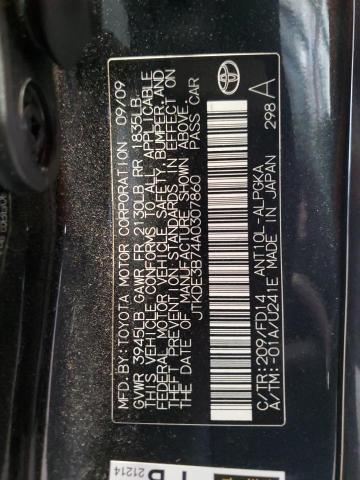 MFD. BY: TOYOTA MOTOR CORPORATION 09/09
GVWR 3945LB GAWR FR 2130LB RR 1835LB
THIS VEHICLE CONFORMS TO ALL APPLICABLE
FEDERAL MOTOR VEHICLE SAFETY, BUMPER, AND
THEFT PREVENTION STANDARDS IN EFFECT ON
THE DATE OF MANUFACTURE SHOWN ABOVE.
JTKDE3B74A0307860 PASS CAR
C/TR: 209/FD14 ANT10L-ALPGKA
A/TM: -01A/U241E MADE IN JAPAN
298 A
TOYOTA
21214
B